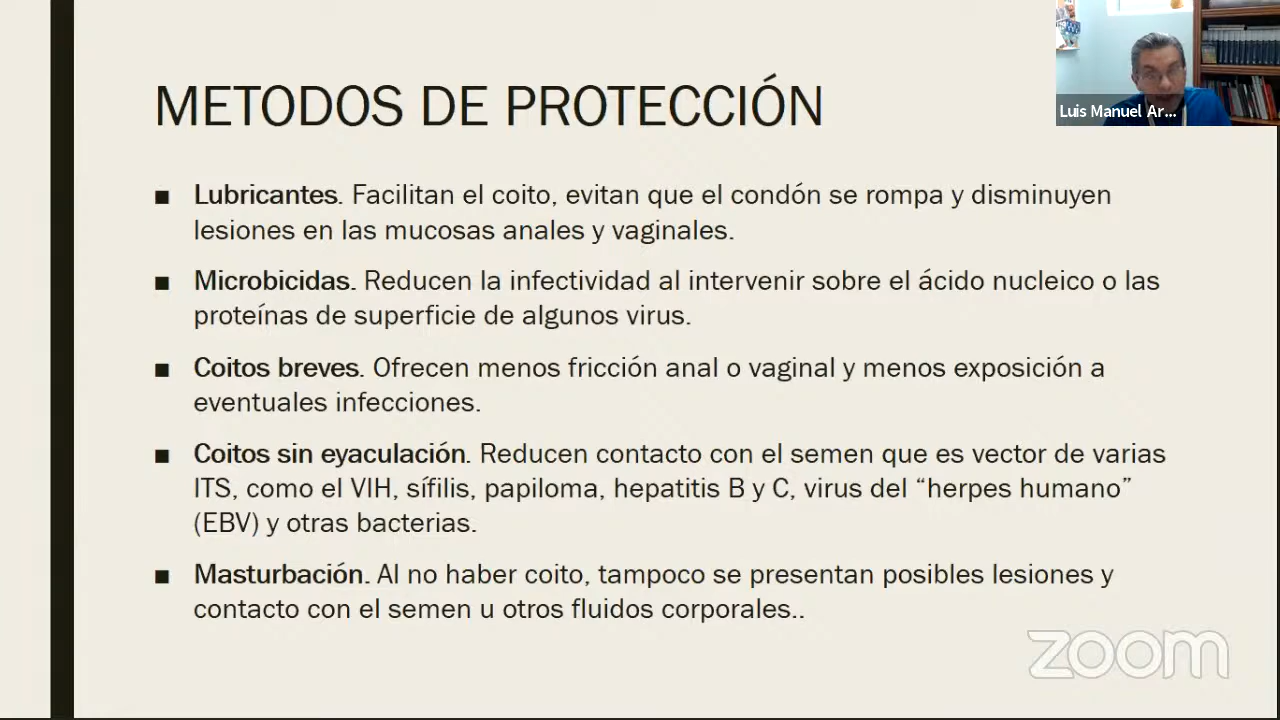 METODOS DE PROTECCIÓN
Luis Manuel Ar...
■ Lubricantes. Facilitan el coito, evitan que el condón se rompa y disminuyen
lesiones en las mucosas anales y vaginales.
■ Microbicidas. Reducen la infectividad al intervenir sobre el ácido nucleico o las
proteínas de superficie de algunos virus.
■ Coitos breves. Ofrecen menos fricción anal o vaginal y menos exposición a
eventuales infecciones.
■ Coitos sin eyaculación. Reducen contacto con el semen que es vector de varias
ITS, como el VIH, sífilis, papiloma, hepatitis B y C, virus del “herpes humano”
(EBV) y otras bacterias.
■ Masturbación. Al no haber coito, tampoco se presentan posibles lesiones y
contacto con el semen u otros fluidos corporales..
zoom